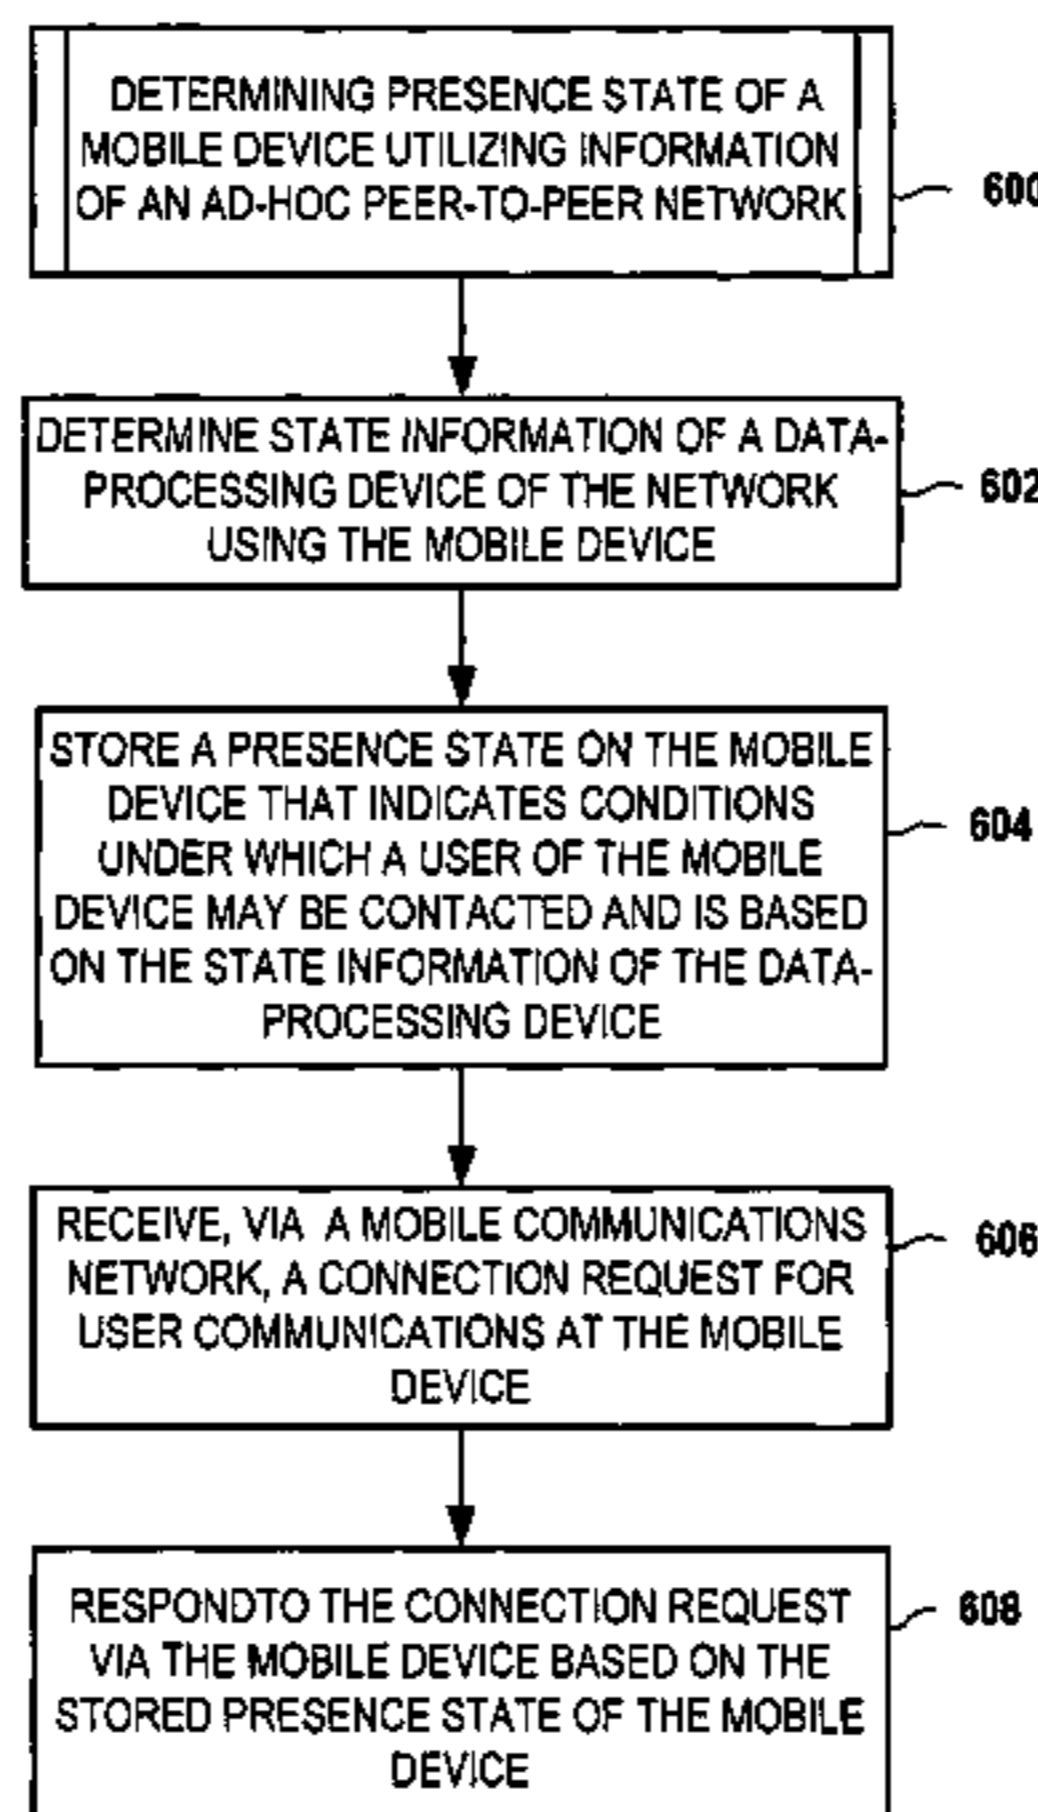 DETERMINING PRESENCE STATE OF A
MOBILE DEVICE UTILIZING INFORMATION
OF AN AD-HOC PEER-TO-PEER NETWORK
600
DETERMINE STATE INFORMATION OF A DATA-
PROCESSING DEVICE OF THE NETWORK
USING THE MOBILE DEVICE
602
STORE A PRESENCE STATE ON THE MOBILE
DEVICE THAT INDICATES CONDITIONS
UNDER WHICH A USER OF THE MOBILE
DEVICE MAY BE CONTACTED AND IS BASED
ON THE STATE INFORMATION OF THE DATA-
PROCESSING DEVICE
604
RECEIVE, VIA A MOBILE COMMUNICATIONS
NETWORK, A CONNECTION REQUEST FOR
USER COMMUNICATIONS AT THE MOBILE
DEVICE
606
RESPONDTO THE CONNECTION REQUEST
VIA THE MOBILE DEVICE BASED ON THE
STORED PRESENCE STATE OF THE MOBILE
DEVICE
608